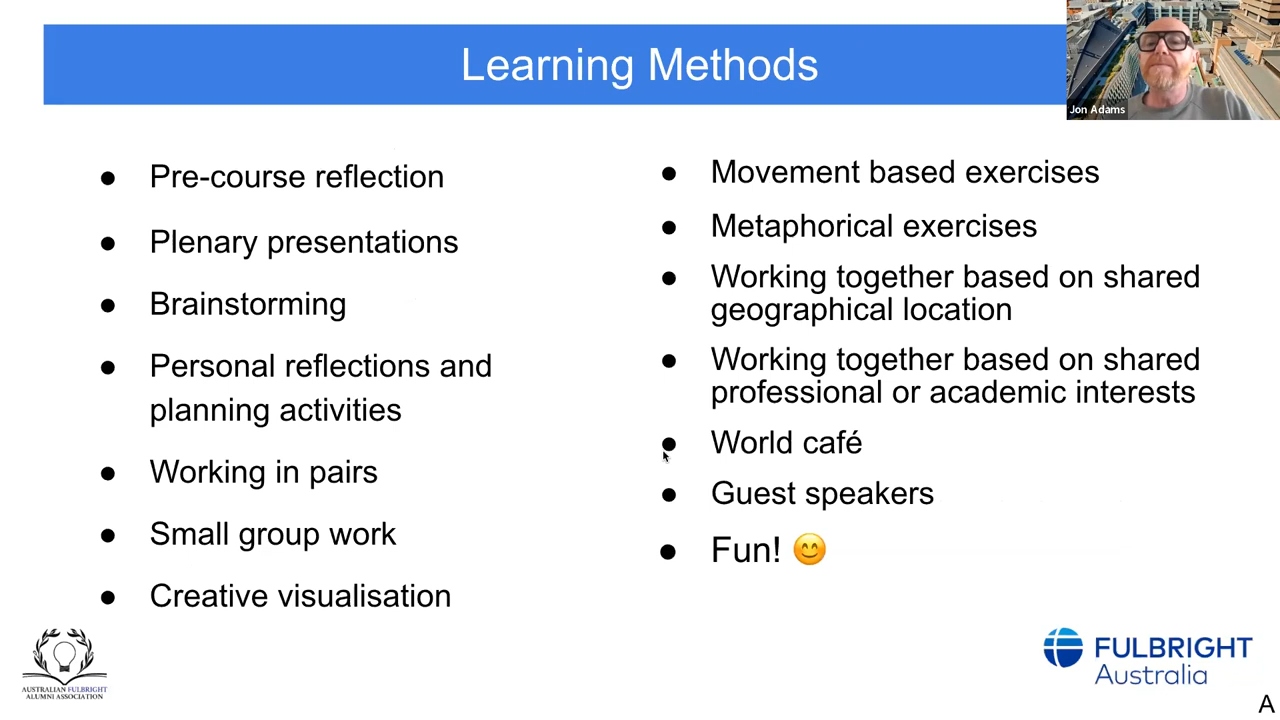 Learning Methods
Jon Adams
● Pre-course reflection
● Plenary presentations
● Brainstorming
● Personal reflections and
planning activities
● Working in pairs
● Small group work
● Creative visualisation
● Movement based exercises
● Metaphorical exercises
● Working together based on shared
geographical location
● Working together based on shared
professional or academic interests
● World café
● Guest speakers
● Fun! 😊
AUSTRALIAN FULBRIGHT
ALUMNI ASSOCIATION
FULBRIGHT
Australia
A